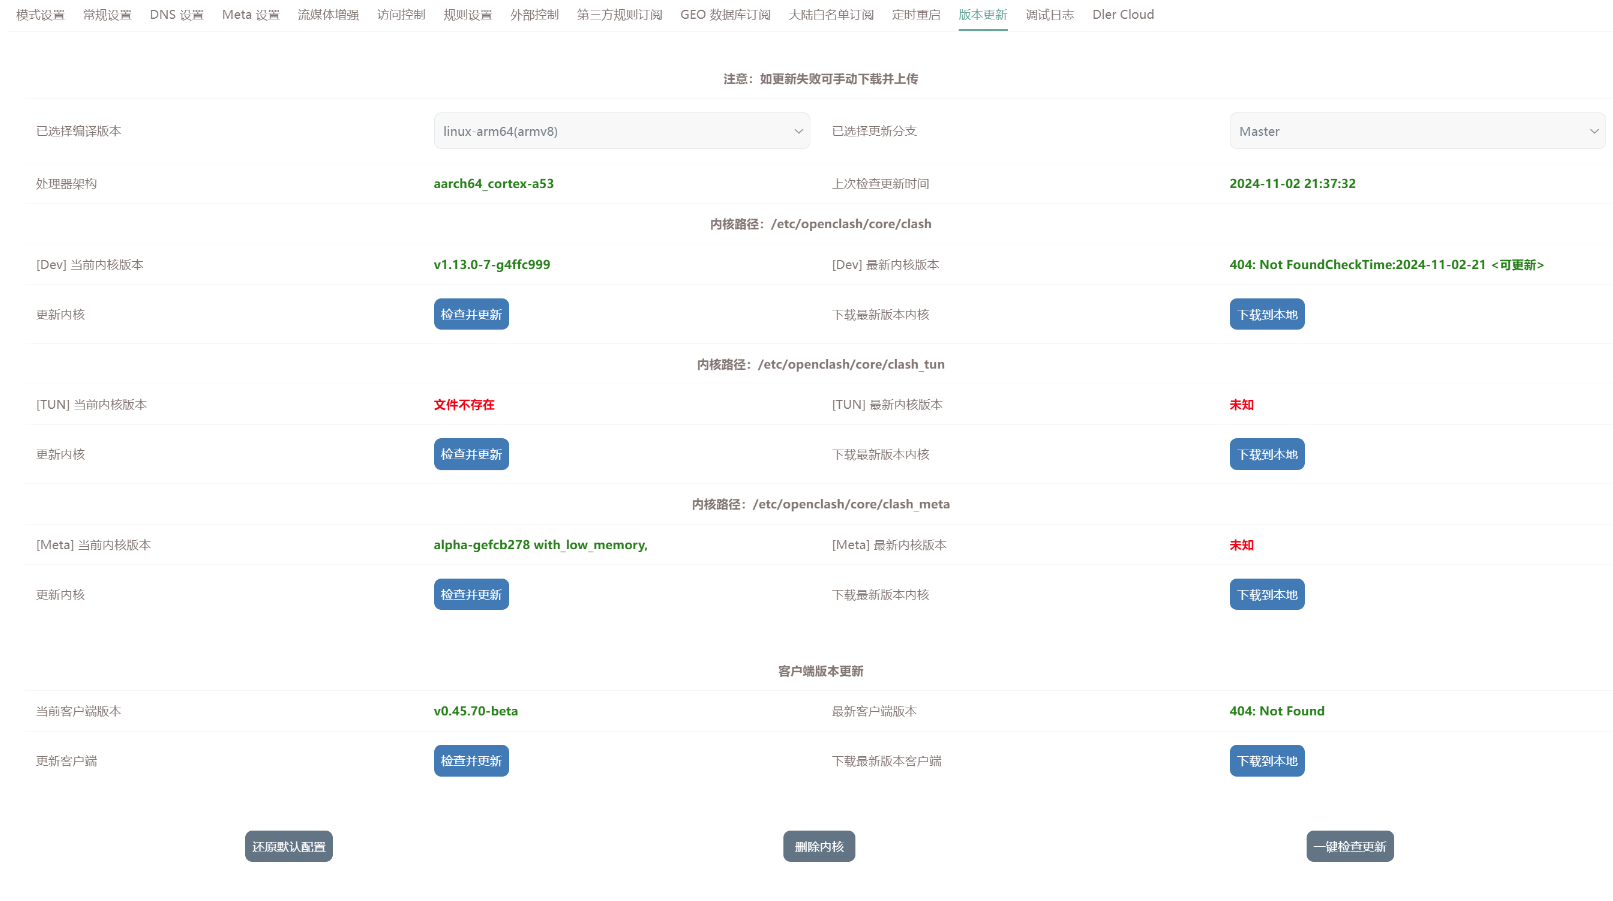 模式设置 常规设置 DNS 设置 Meta 设置 流媒体增强 访问控制 规则设置 外部控制 第三方规则订阅 GEO 数据库订阅 大陆白名单订阅 定时重启 版本更新 调试日志 Dler Cloud
注意：如更新失败可手动下载并上传
已选择编译版本 linux-arm64(armv8) 已选择更新分支 Master
处理器架构 aarch64_cortex-a53 上次检查更新时间 2024-11-02 21:37:32
内核路径：/etc/openclash/core/clash
[Dev] 当前内核版本 v1.13.0-7-g4ffc999 [Dev] 最新内核版本 404: Not FoundCheckTime:2024-11-02-21 <可更新>
更新内核 检查并更新 下载最新版本内核 下载到本地
内核路径：/etc/openclash/core/clash_tun
[TUN] 当前内核版本 文件不存在 [TUN] 最新内核版本 未知
更新内核 检查并更新 下载最新版本内核 下载到本地
内核路径：/etc/openclash/core/clash_meta
[Meta] 当前内核版本 alpha-gefcb278 with_low_memory, [Meta] 最新内核版本 未知
更新内核 检查并更新 下载最新版本内核 下载到本地
客户端版本更新
当前客户端版本 v0.45.70-beta 最新客户端版本 404: Not Found
更新客户端 检查并更新 下载最新版本客户端 下载到本地
还原默认配置 删除内核 一键检查更新